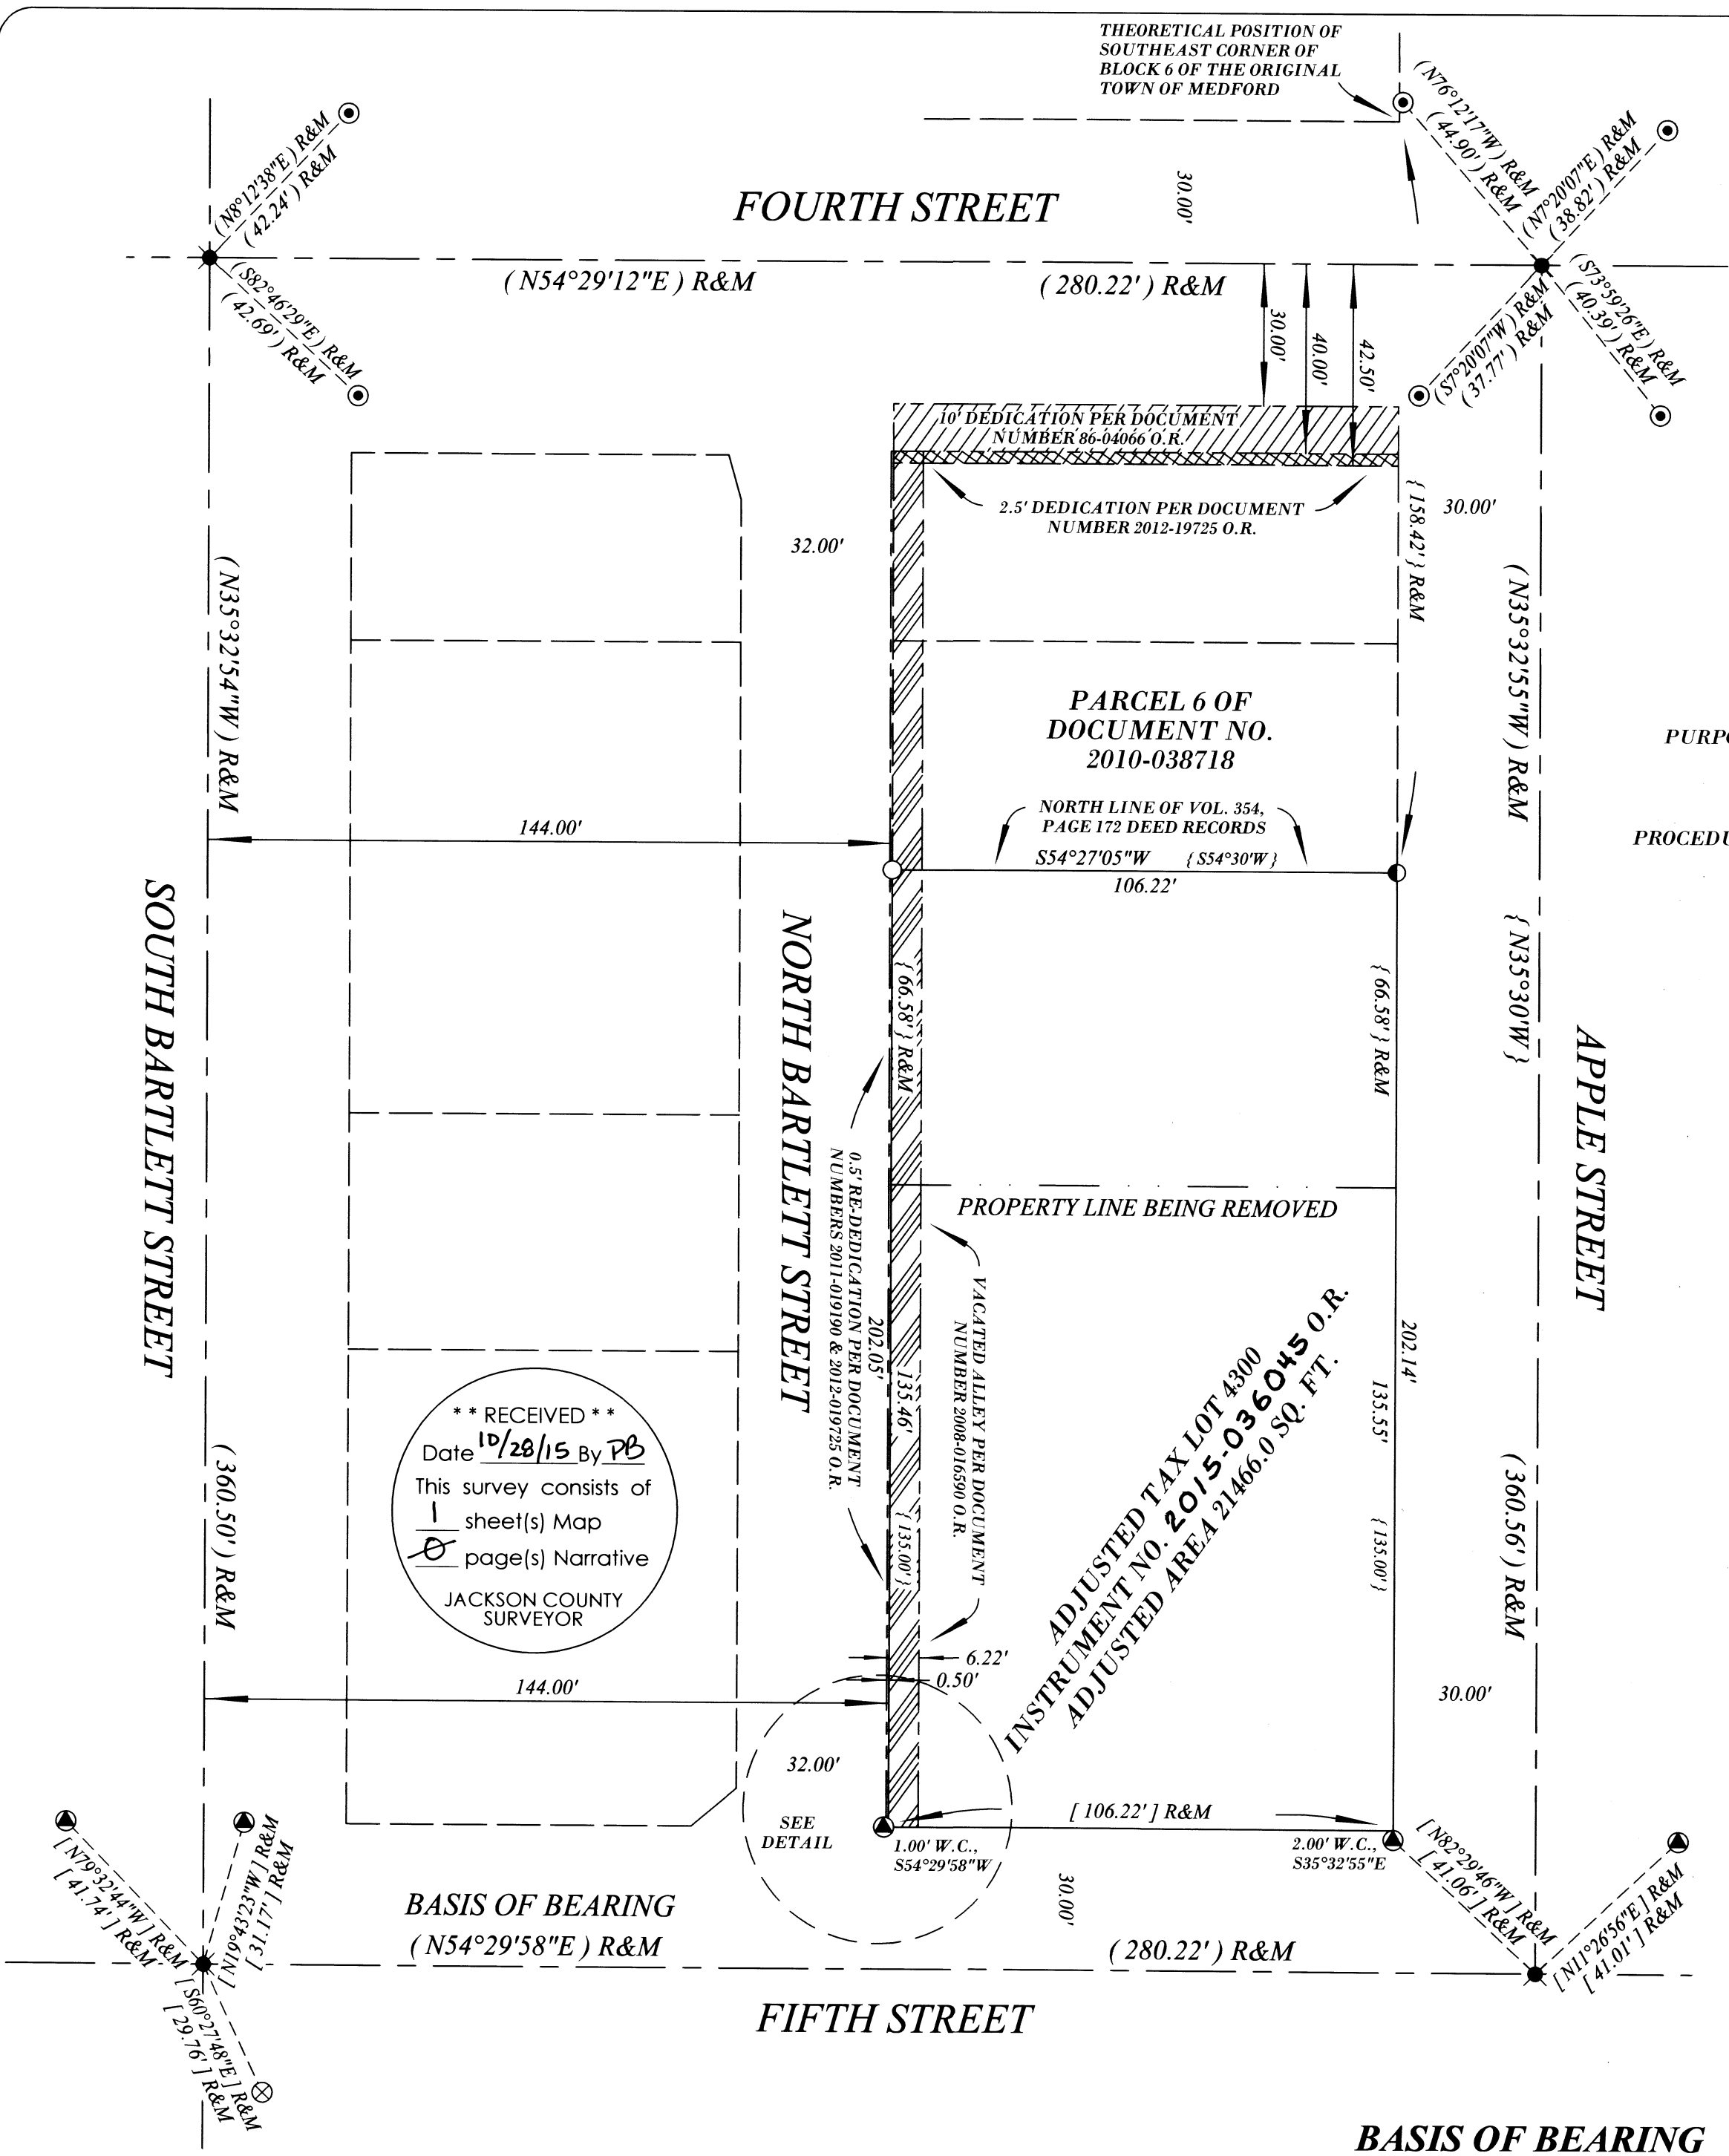 THEORETICAL POSITION OF
SOUTHEAST CORNER OF
BLOCK 6 OF THE ORIGINAL
TOWN OF MEDFORD
(N8°12'38"E) R&M
(42.24') R&M
(N76°12'17"W) R&M
(44.90') R&M
(N7°20'07"E) R&M
(38.82') R&M
FOURTH STREET
30.00'
(N54°29'12"E) R&M
(280.22') R&M
(S82°46'29"E) R&M
(42.69') R&M
30.00'
40.00'
42.50'
(S7°20'07"W) R&M
(37.77') R&M
(S73°59'26"E) R&M
(40.39') R&M
10' DEDICATION PER DOCUMENT
NUMBER 86-04066 O.R.
2.5' DEDICATION PER DOCUMENT
NUMBER 2012-19725 O.R.
{158.42'} R&M
30.00'
32.00'
(N35°32'54"W) R&M
(N35°32'55"W) R&M
PARCEL 6 OF
DOCUMENT NO.
2010-038718
PURPO
PROCEDU
144.00'
NORTH LINE OF VOL. 354,
PAGE 172 DEED RECORDS
S54°27'05"W {S54°30'W}
106.22'
SOUTH BARTLETT STREET
NORTH BARTLETT STREET
{66.58'} R&M
{66.58'} R&M
{N35°30'W}
APPLE STREET
PROPERTY LINE BEING REMOVED
0.5' RE-DEDICATION PER DOCUMENT
NUMBERS 2011-019190 & 2012-019725 O.R.
VACATED ALLEY PER DOCUMENT
NUMBER 2008-016590 O.R.
202.05'
135.46'
{135.00'}
202.14'
135.55'
{135.00'}
ADJUSTED TAX LOT 4300
INSTRUMENT NO. 2015-036045 O.R.
ADJUSTED AREA 21466.0 SQ. FT.
* * RECEIVED * *
Date 10/28/15 By PB
This survey consists of
1 sheet(s) Map
0 page(s) Narrative
JACKSON COUNTY
SURVEYOR
(360.50') R&M
(360.56') R&M
6.22'
0.50'
144.00'
30.00'
32.00'
SEE
DETAIL
[106.22'] R&M
1.00' W.C.,
S54°29'58"W
2.00' W.C.,
S35°32'55"E
30.00'
[N79°32'44"W] R&M
[41.74'] R&M
[N19°43'23"W] R&M
[31.17'] R&M
[S60°27'48"E] R&M
[29.76'] R&M
[N82°29'46"W] R&M
[41.06'] R&M
[N11°26'56"E] R&M
[41.01'] R&M
BASIS OF BEARING
(N54°29'58"E) R&M
(280.22') R&M
FIFTH STREET
BASIS OF BEARING